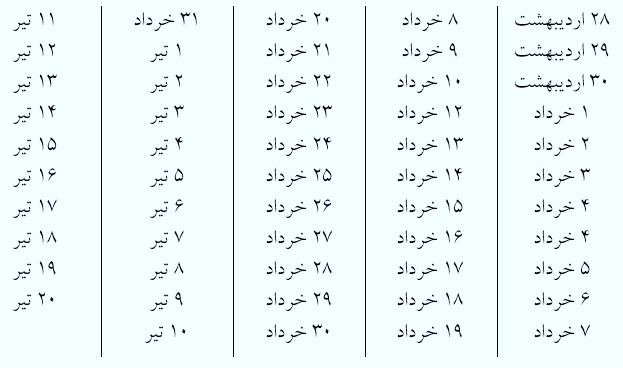 ۲۸ اردیبهشت
۲۹ اردیبهشت
۳۰ اردیبهشت
۱ خرداد
۲ خرداد
۳ خرداد
۴ خرداد
۴ خرداد
۵ خرداد
۶ خرداد
۷ خرداد
۸ خرداد
۹ خرداد
۱۰ خرداد
۱۲ خرداد
۱۳ خرداد
۱۴ خرداد
۱۵ خرداد
۱۶ خرداد
۱۷ خرداد
۱۸ خرداد
۱۹ خرداد
۲۰ خرداد
۲۱ خرداد
۲۲ خرداد
۲۳ خرداد
۲۴ خرداد
۲۵ خرداد
۲۶ خرداد
۲۷ خرداد
۲۸ خرداد
۲۹ خرداد
۳۰ خرداد
۳۱ خرداد
۱ تیر
۲ تیر
۳ تیر
۴ تیر
۵ تیر
۶ تیر
۷ تیر
۸ تیر
۹ تیر
۱۰ تیر
۱۱ تیر
۱۲ تیر
۱۳ تیر
۱۴ تیر
۱۵ تیر
۱۶ تیر
۱۷ تیر
۱۸ تیر
۱۹ تیر
۲۰ تیر